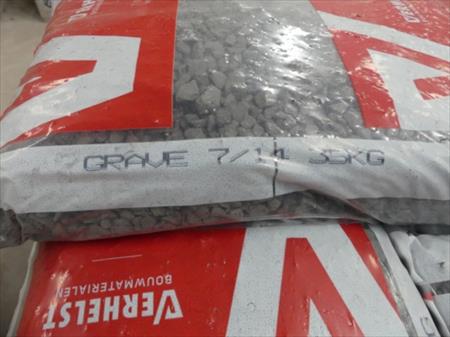 GRAVE 7/14 35KG
VERHELST
BOUWMATERIALEN